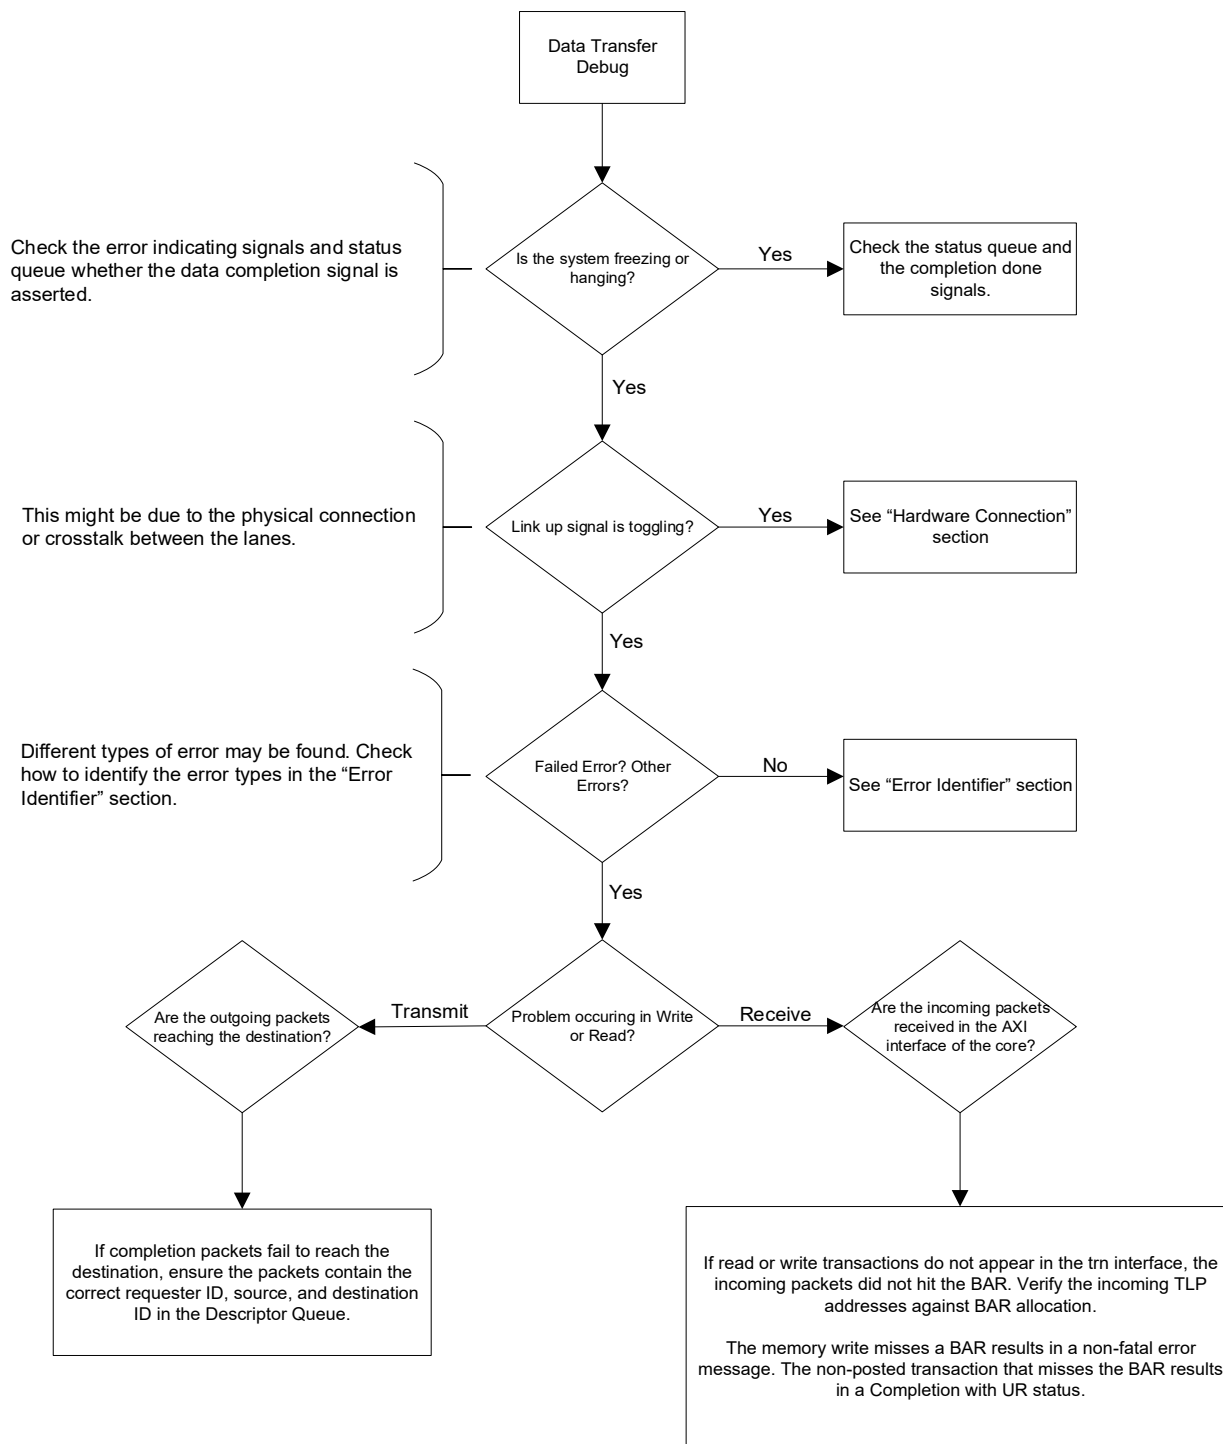 Data Transfer
Debug
Check the error indicating signals and status
queue whether the data completion signal is
asserted.
Is the system freezing or
hanging?
Yes
Check the status queue and
the completion done
signals.
Yes
This might be due to the physical connection
or crosstalk between the lanes.
Link up signal is toggling?
Yes
See “Hardware Connection”
section
Yes
Different types of error may be found. Check
how to identify the error types in the “Error
Identifier” section.
Failed Error? Other
Errors?
No
See “Error Identifier” section
Yes
Are the outgoing packets
reaching the destination?
Transmit
Problem occuring in Write
or Read?
Receive
Are the incoming packets
received in the AXI
interface of the core?
If completion packets fail to reach the
destination, ensure the packets contain the
correct requester ID, source, and destination
ID in the Descriptor Queue.
If read or write transactions do not appear in the trn interface, the
incoming packets did not hit the BAR. Verify the incoming TLP
addresses against BAR allocation.
The memory write misses a BAR results in a non-fatal error
message. The non-posted transaction that misses the BAR results
in a Completion with UR status.